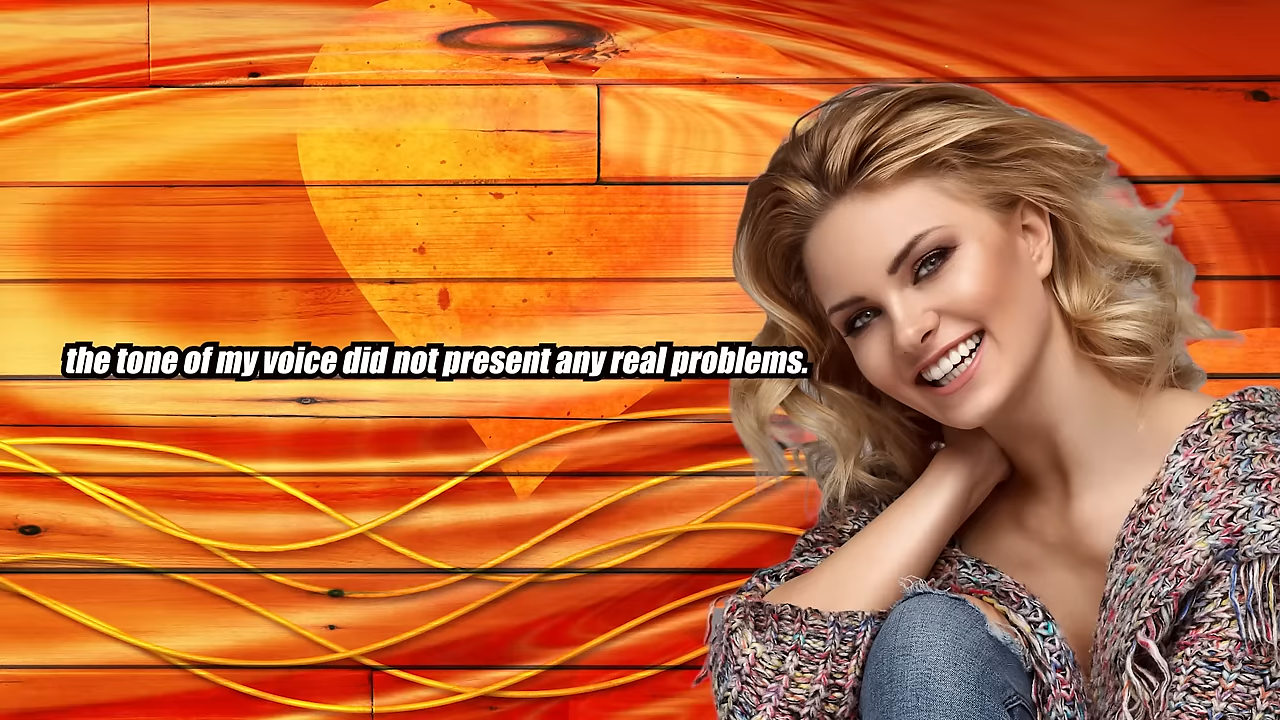 the tone of my voice did not present any real problems.